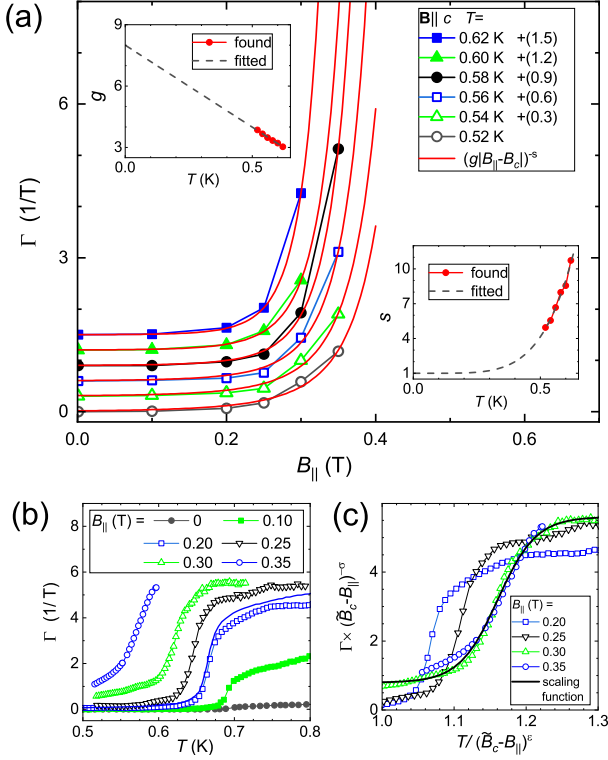 (a)
9
6
3
0.0
0.5
g
T (K)
found
fitted
B|| c T=
0.62 K +(1.5)
0.60 K +(1.2)
0.58 K +(0.9)
0.56 K +(0.6)
0.54 K +(0.3)
0.52 K
(g|B||-Bc|)-s
6
3
0
Γ (1/T)
0.0
0.2
0.4
0.6
B|| (T)
10
7
4
1
s
0.0
0.5
T (K)
found
fitted
(b)
B|| (T) =
0
0.10
0.20
0.25
0.30
0.35
8
6
4
2
0
Γ (1/ T)
0.5
0.6
0.7
0.8
T (K)
(c)
6
4
2
0
Γ× (B̃c-B||)-σ
1.0
1.1
1.2
1.3
T/ (B̃c-B||)ε
B|| (T) =
0.20
0.25
0.30
0.35
scaling
function